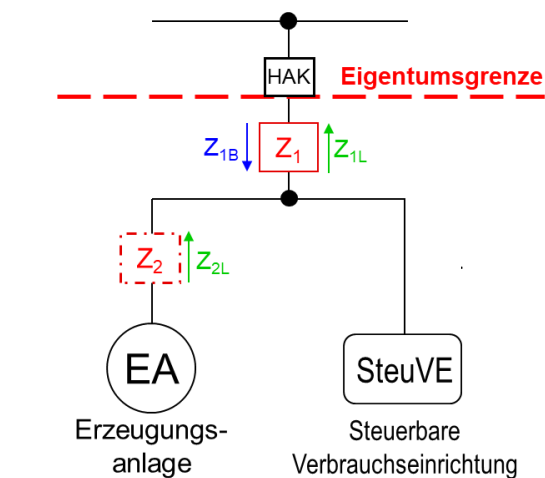 HAK
Eigentumsgrenze
Z1B
Z1
Z1L
Z2
Z2L
EA
SteuVE
Erzeugungs-
anlage
Steuerbare
Verbrauchseinrichtung